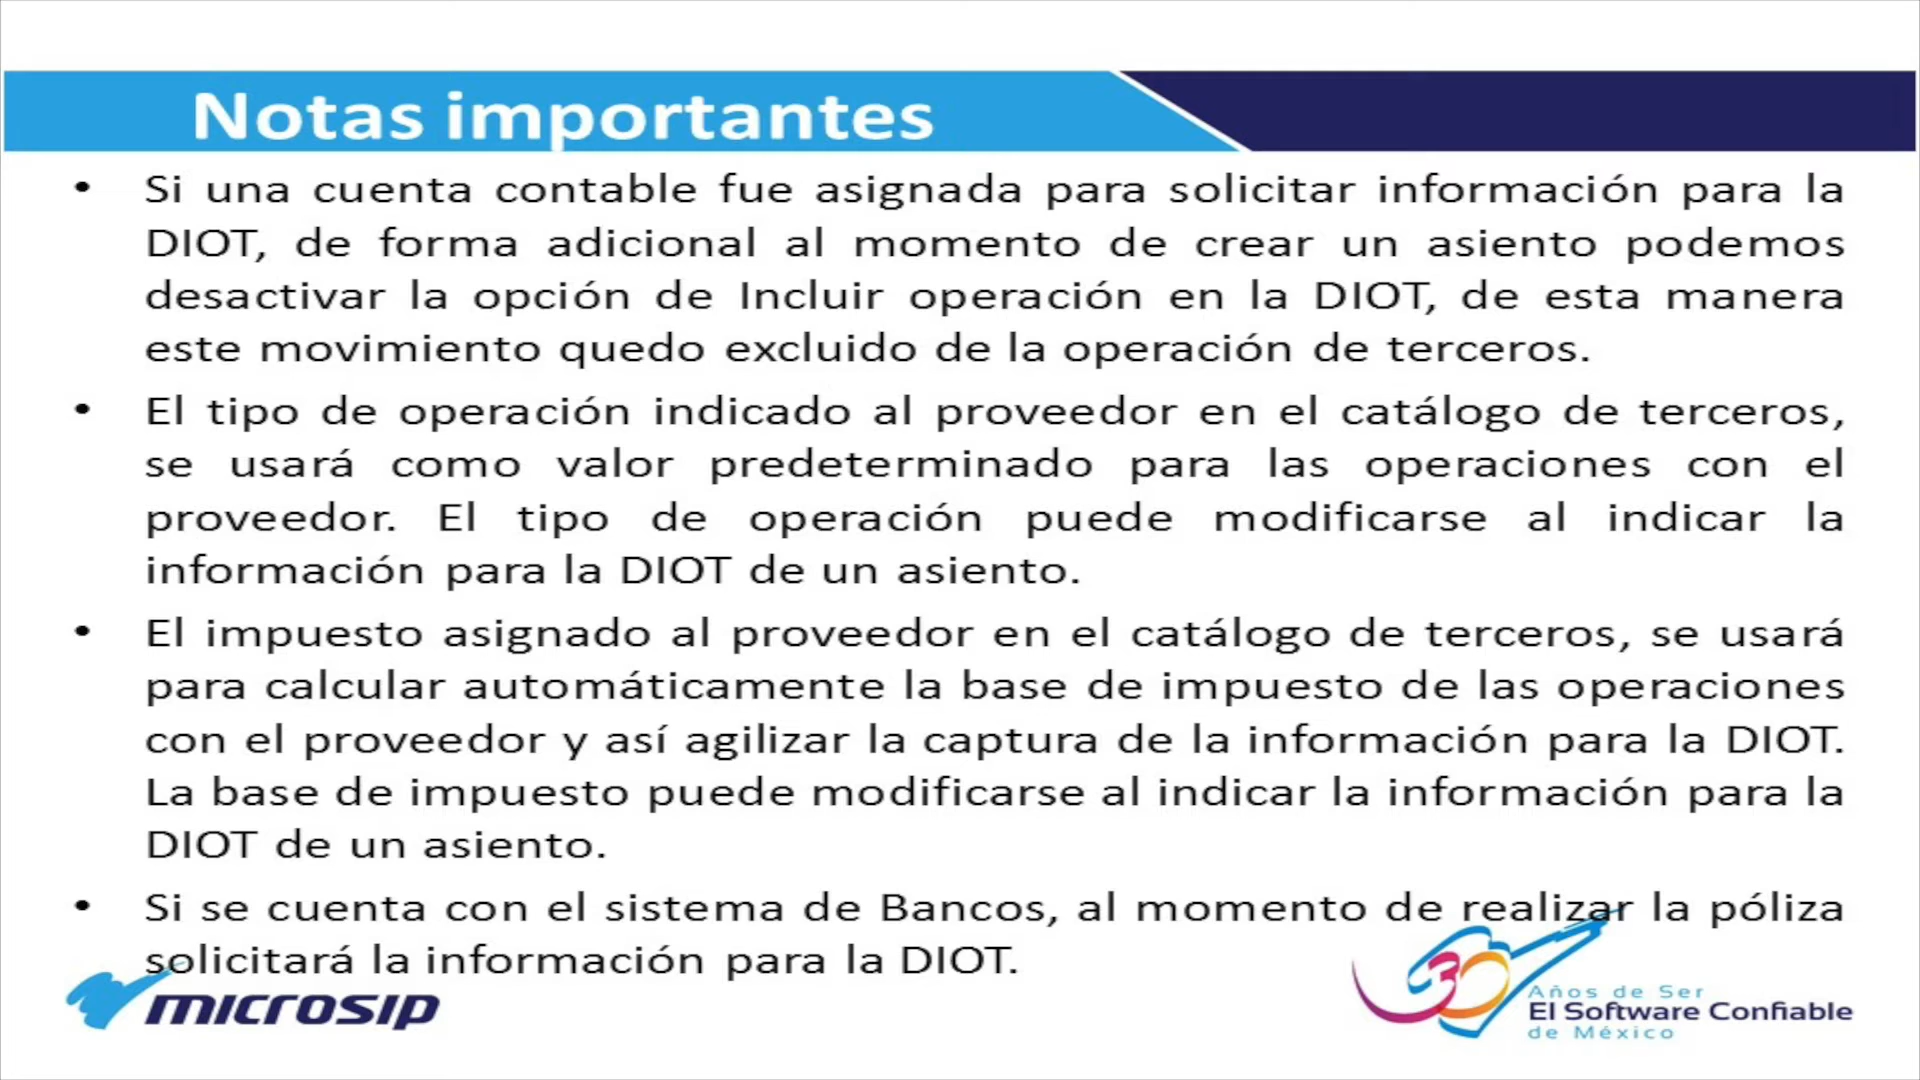 Notas importantes
• Si una cuenta contable fue asignada para solicitar información para la
DIOT, de forma adicional al momento de crear un asiento podemos
desactivar la opción de Incluir operación en la DIOT, de esta manera
este movimiento quedo excluido de la operación de terceros.
• El tipo de operación indicado al proveedor en el catálogo de terceros,
se usará como valor predeterminado para las operaciones con el
proveedor. El tipo de operación puede modificarse al indicar la
información para la DIOT de un asiento.
• El impuesto asignado al proveedor en el catálogo de terceros, se usará
para calcular automáticamente la base de impuesto de las operaciones
con el proveedor y así agilizar la captura de la información para la DIOT.
La base de impuesto puede modificarse al indicar la información para la
DIOT de un asiento.
• Si se cuenta con el sistema de Bancos, al momento de realizar la póliza
solicitará la información para la DIOT.
microsip
30
Años de Ser
El Software Confiable
de México